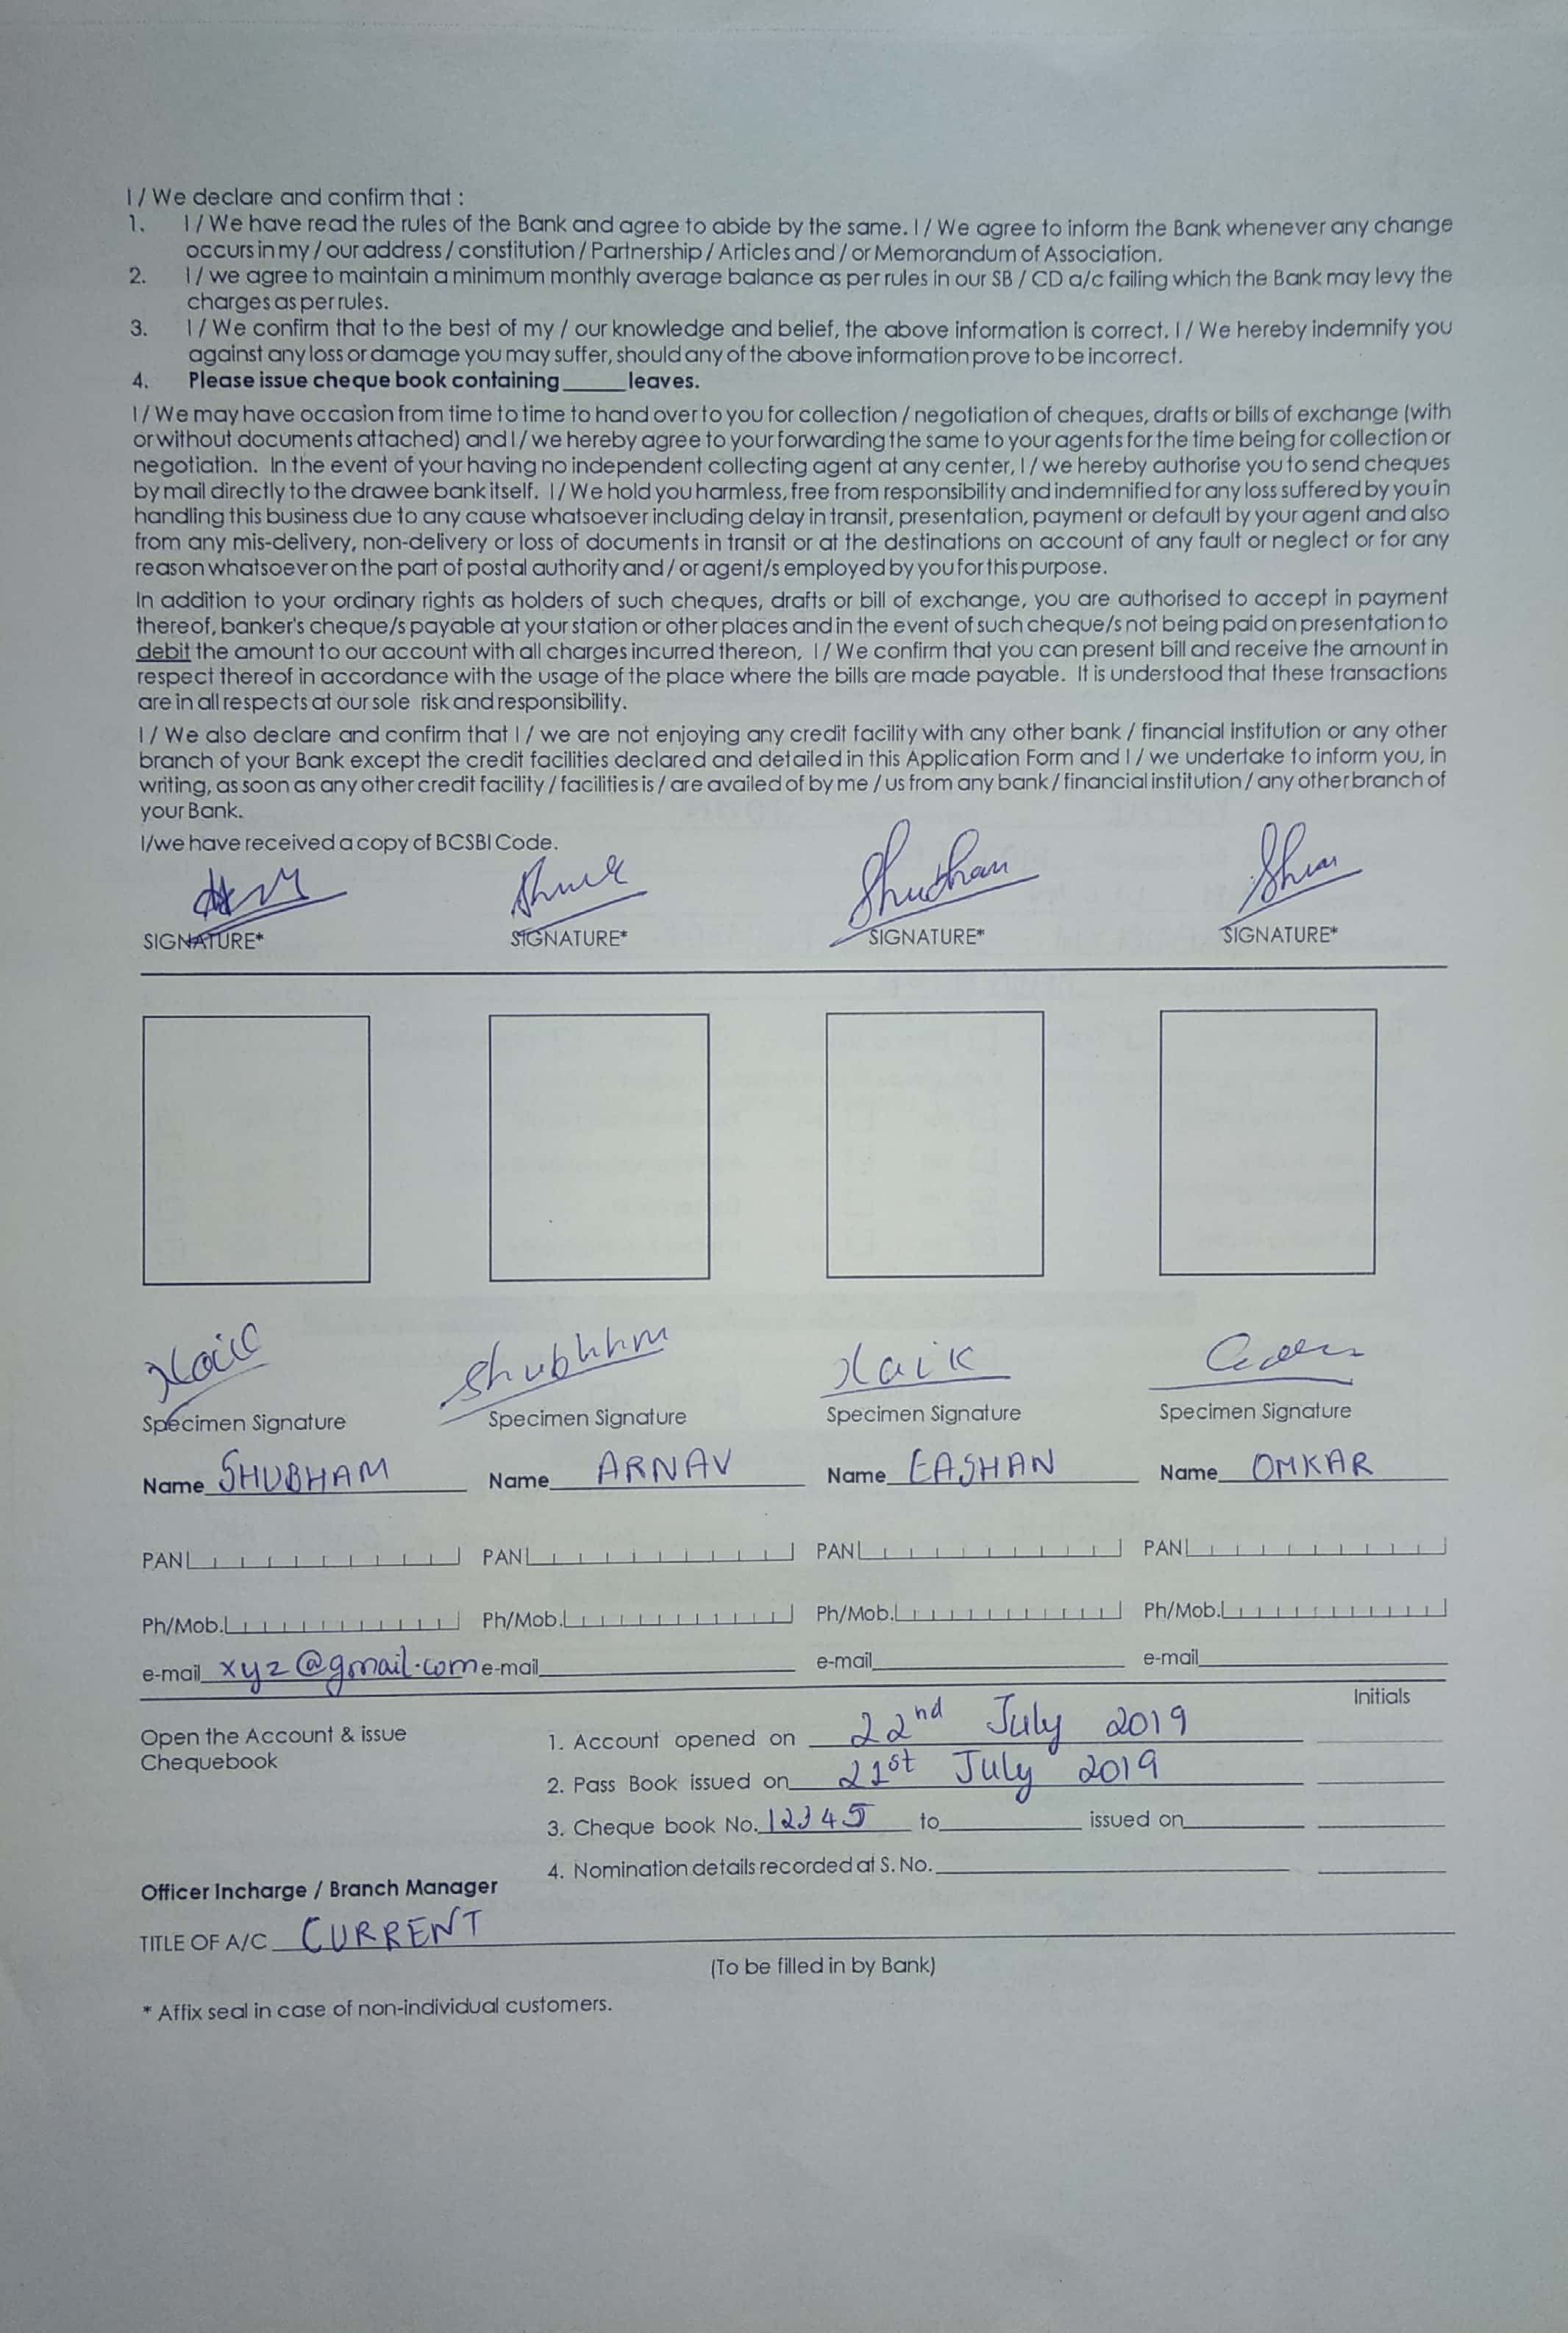 I / We declare and confirm that :
1. I / We have read the rules of the Bank and agree to abide by the same. I / We agree to inform the Bank whenever any change
occurs in my / our address / constitution / Partnership / Articles and / or Memorandum of Association.
2. I / we agree to maintain a minimum monthly average balance as per rules in our SB / CD a/c failing which the Bank may levy the
charges as per rules.
3. I / We confirm that to the best of my / our knowledge and belief, the above information is correct. I / We hereby indemnify you
against any loss or damage you may suffer, should any of the above information prove to be incorrect.
4. Please issue cheque book containing_____leaves.
I / We may have occasion from time to time to hand over to you for collection / negotiation of cheques, drafts or bills of exchange (with
or without documents attached) and I / we hereby agree to your forwarding the same to your agents for the time being for collection or
negotiation. In the event of your having no independent collecting agent at any center, I / we hereby authorise you to send cheques
by mail directly to the drawee bank itself. I / We hold you harmless, free from responsibility and indemnified for any loss suffered by you in
handling this business due to any cause whatsoever including delay in transit, presentation, payment or default by your agent and also
from any mis-delivery, non-delivery or loss of documents in transit or at the destinations on account of any fault or neglect or for any
reason whatsoever on the part of postal authority and / or agent/s employed by you for this purpose.
In addition to your ordinary rights as holders of such cheques, drafts or bill of exchange, you are authorised to accept in payment
thereof, banker's cheque/s payable at your station or other places and in the event of such cheque/s not being paid on presentation to
debit the amount to our account with all charges incurred thereon, I / We confirm that you can present bill and receive the amount in
respect thereof in accordance with the usage of the place where the bills are made payable. It is understood that these transactions
are in all respects at our sole risk and responsibility.
I / We also declare and confirm that I / we are not enjoying any credit facility with any other bank / financial institution or any other
branch of your Bank except the credit facilities declared and detailed in this Application Form and I / we undertake to inform you, in
writing, as soon as any other credit facility / facilities is / are availed of by me / us from any bank / financial institution / any other branch of
your Bank.
I/we have received a copy of BCSBI Code.
SIGNATURE* SIGNATURE* SIGNATURE* SIGNATURE*
Naik Shubham Naik
Specimen Signature Specimen Signature Specimen Signature Specimen Signature
Name SHUBHAM Name ARNAV Name EASHAN Name OMKAR
PAN PAN PAN PAN
Ph/Mob. Ph/Mob. Ph/Mob. Ph/Mob.
e-mail xyz@gmail.com e-mail e-mail e-mail
Initials
Open the Account & issue 1. Account opened on 22nd July 2019
Chequebook
2. Pass Book issued on 21st July 2019
3. Cheque book No. 12345 to issued on
4. Nomination details recorded at S. No.
Officer Incharge / Branch Manager
TITLE OF A/C CURRENT
(To be filled in by Bank)
* Affix seal in case of non-individual customers.